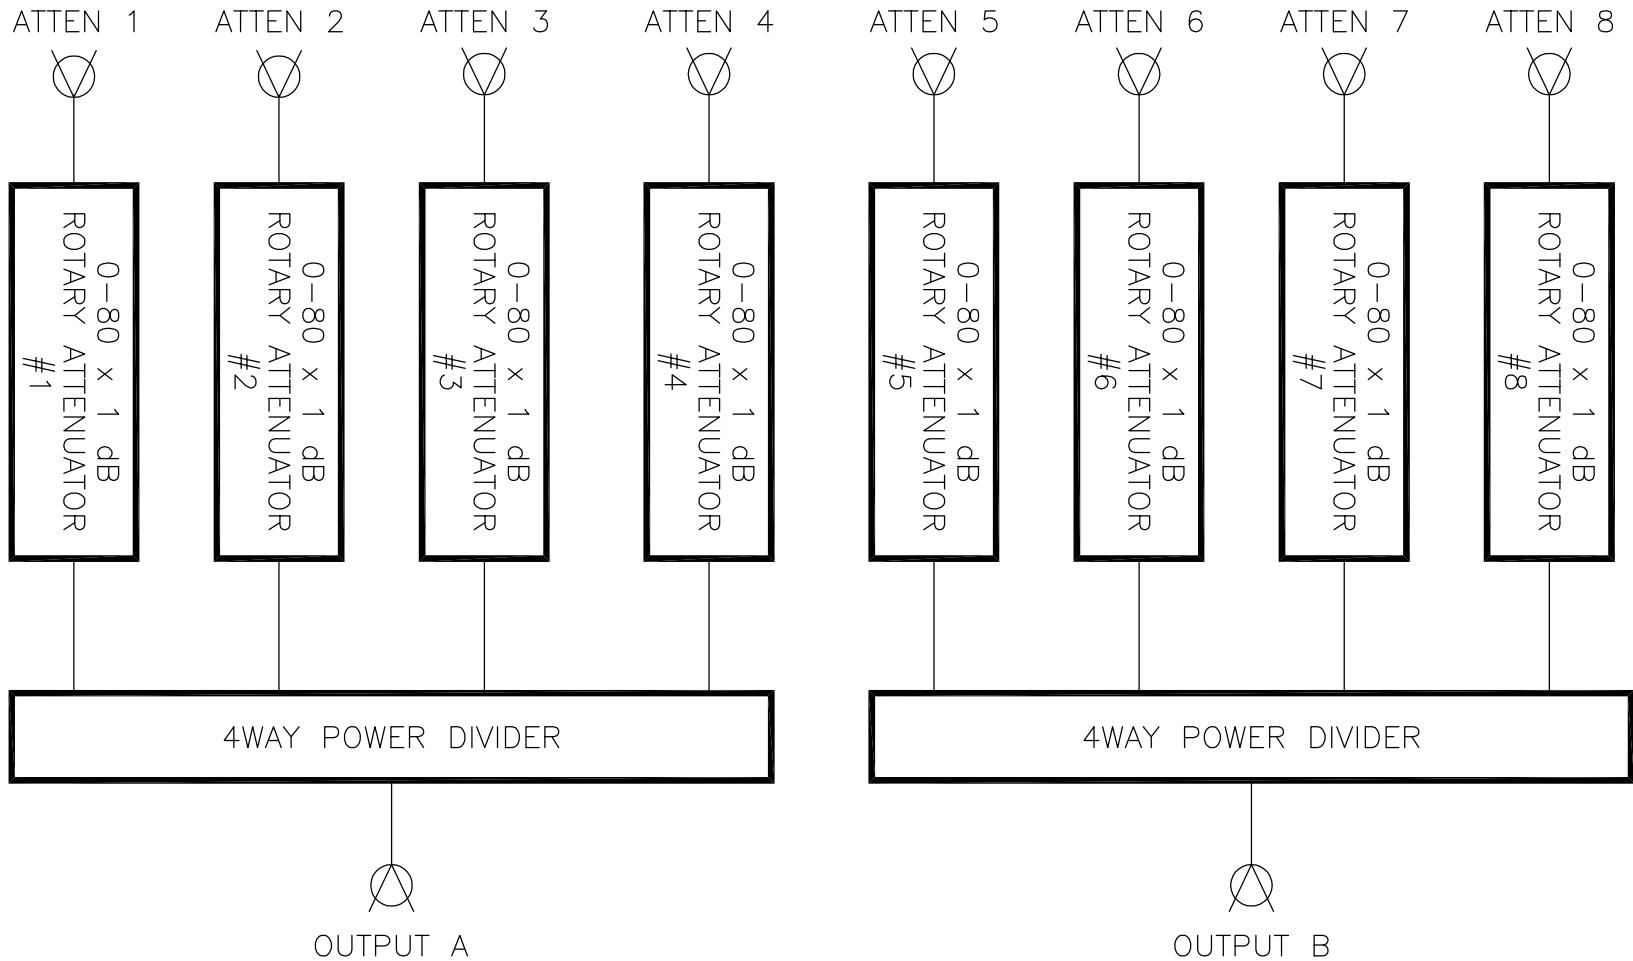 ATTEN 1
ATTEN 2
ATTEN 3
ATTEN 4
ATTEN 5
ATTEN 6
ATTEN 7
ATTEN 8
0-80 x 1 dB
ROTARY ATTENUATOR
#1
0-80 x 1 dB
ROTARY ATTENUATOR
#2
0-80 x 1 dB
ROTARY ATTENUATOR
#3
0-80 x 1 dB
ROTARY ATTENUATOR
#4
0-80 x 1 dB
ROTARY ATTENUATOR
#5
0-80 x 1 dB
ROTARY ATTENUATOR
#6
0-80 x 1 dB
ROTARY ATTENUATOR
#7
0-80 x 1 dB
ROTARY ATTENUATOR
#8
4WAY POWER DIVIDER
4WAY POWER DIVIDER
OUTPUT A
OUTPUT B